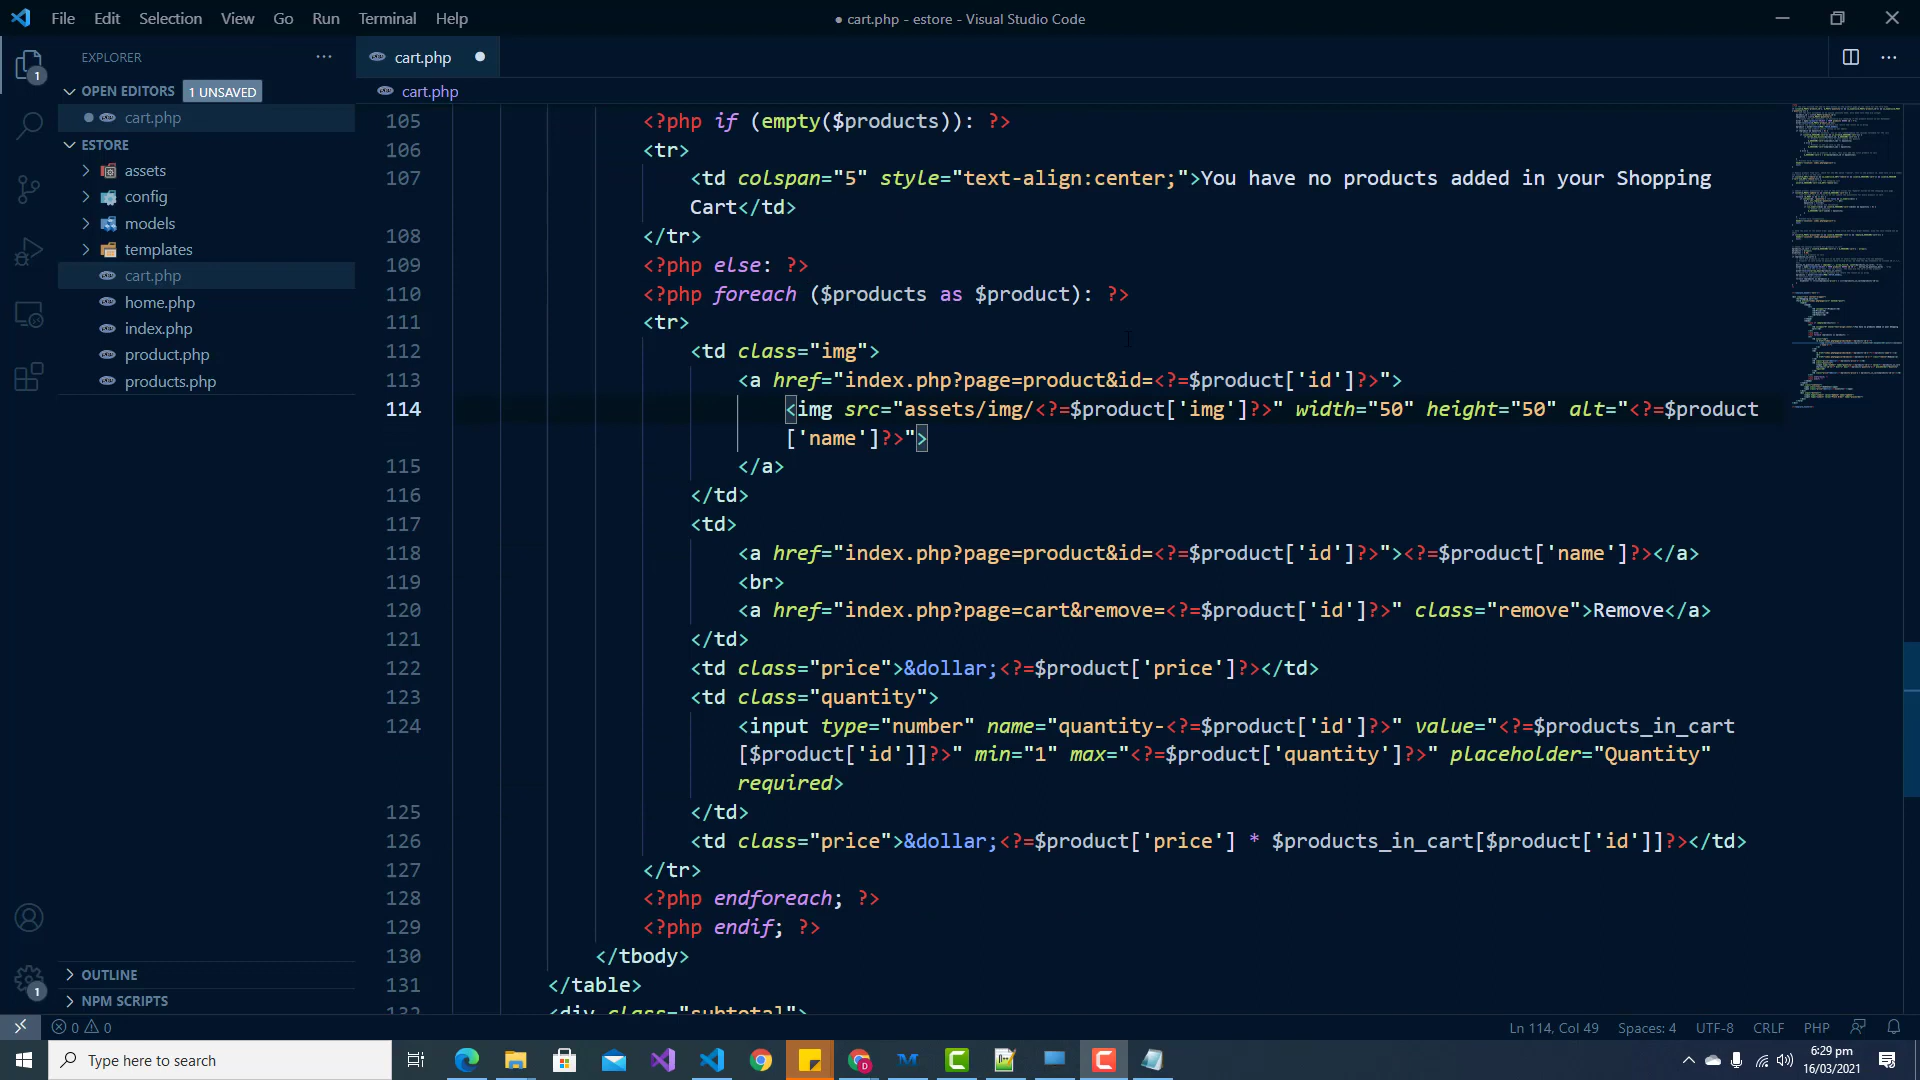 File Edit Selection View Go Run Terminal Help
● cart.php - estore - Visual Studio Code
EXPLORER
cart.php
OPEN EDITORS 1 UNSAVED
cart.php
cart.php
ESTORE
assets
config
models
templates
cart.php
home.php
index.php
product.php
products.php
OUTLINE
NPM SCRIPTS
1
1
105 <?php if (empty($products)): ?>
106 <tr>
107 <td colspan="5" style="text-align:center;">You have no products added in your Shopping
Cart</td>
108 </tr>
109 <?php else: ?>
110 <?php foreach ($products as $product): ?>
111 <tr>
112 <td class="img">
113 <a href="index.php?page=product&id=<?=$product['id']?>">
114 <img src="assets/img/<?=$product['img']?>" width="50" height="50" alt="<?=$product
['name']?>">
115 </a>
116 </td>
117 <td>
118 <a href="index.php?page=product&id=<?=$product['id']?>"><?=$product['name']?></a>
119 <br>
120 <a href="index.php?page=cart&remove=<?=$product['id']?>" class="remove">Remove</a>
121 </td>
122 <td class="price">&dollar;<?=$product['price']?></td>
123 <td class="quantity">
124 <input type="number" name="quantity-<?=$product['id']?>" value="<?=$products_in_cart
[$product['id']]?>" min="1" max="<?=$product['quantity']?>" placeholder="Quantity"
required>
125 </td>
126 <td class="price">&dollar;<?=$product['price'] * $products_in_cart[$product['id']]?></td>
127 </tr>
128 <?php endforeach; ?>
129 <?php endif; ?>
130 </tbody>
131 </table>
132 <div class="subtotal">
0 0
Ln 114, Col 49 Spaces: 4 UTF-8 CRLF PHP
Type here to search
6:29 pm
16/03/2021